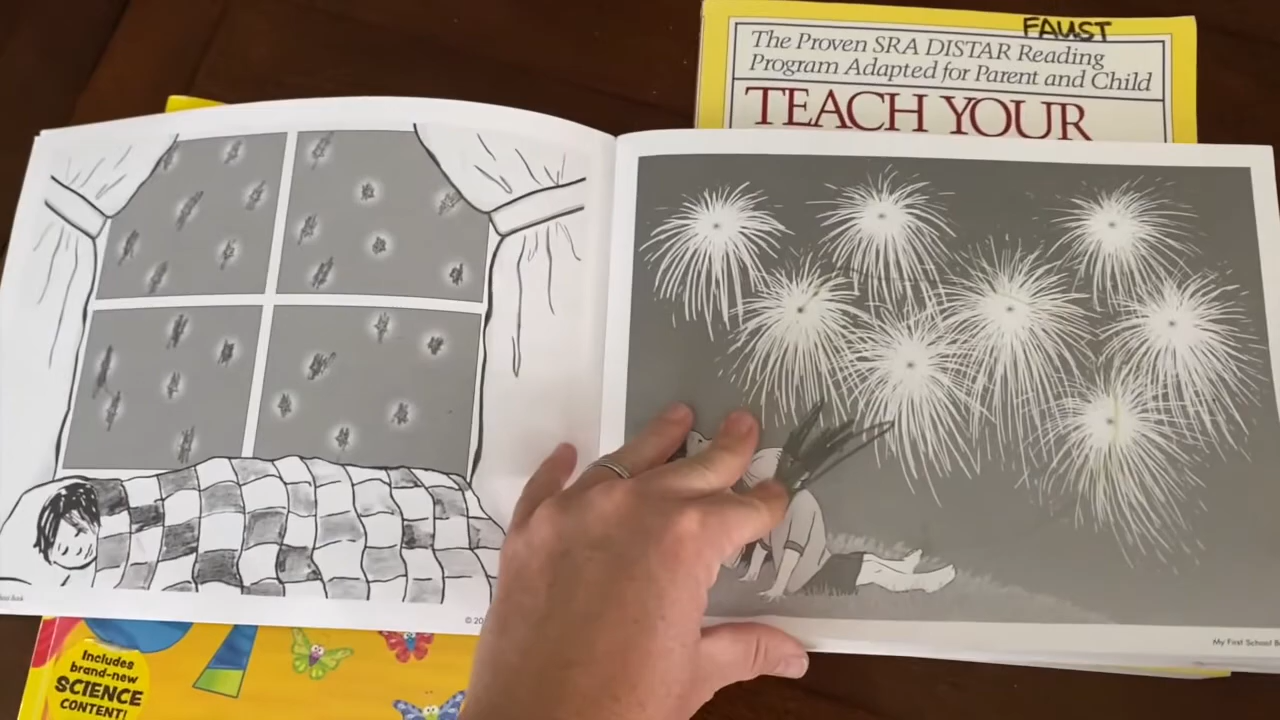 FAUST
The Proven SRA DISTAR Reading
Program Adapted for Parent and Child
TEACH YOUR
© 20
My First School B
Includes
brand-new
SCIENCE
CONTENT!